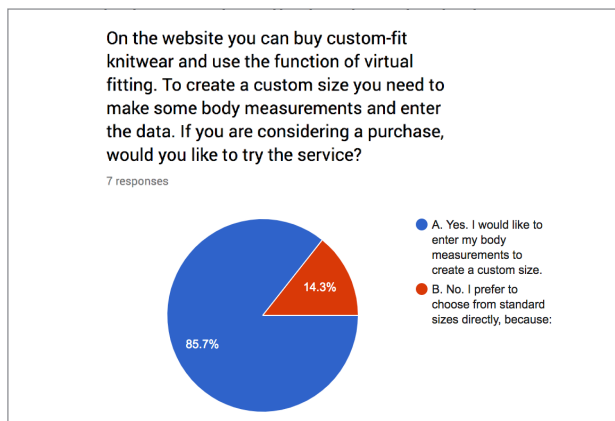 On the website you can buy custom-fit
knitwear and use the function of virtual
fitting. To create a custom size you need to
make some body measurements and enter
the data. If you are considering a purchase,
would you like to try the service?
7 responses
A. Yes. I would like to
enter my body
measurements to
create a custom size.
B. No. I prefer to
choose from standard
sizes directly, because:
14.3%
85.7%